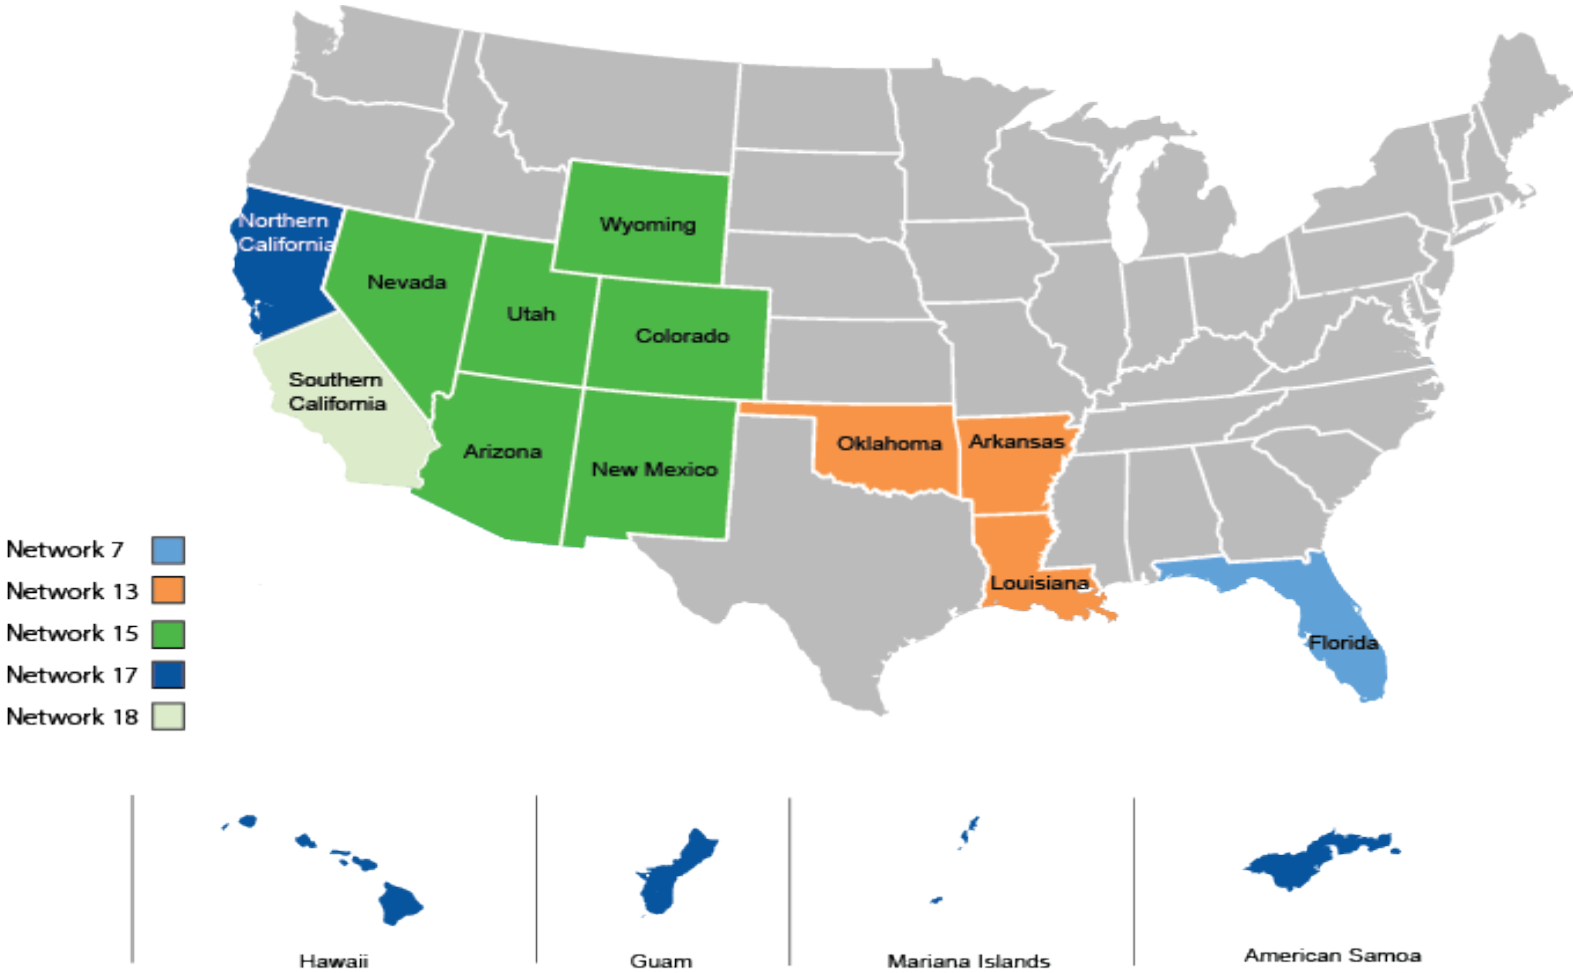 Northern
California
Wyoming
Nevada
Utah
Colorado
Southern
California
Arizona
New Mexico
Oklahoma
Arkansas
Louisiana
Florida
Network 7
Network 13
Network 15
Network 17
Network 18
Hawaii
Guam
Mariana Islands
American Samoa